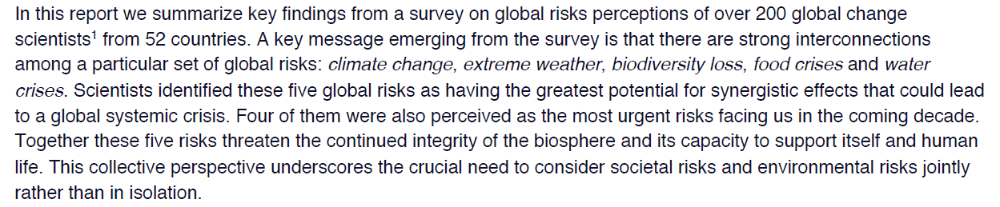 In this report we summarize key findings from a survey on global risks perceptions of over 200 global change
scientists¹ from 52 countries. A key message emerging from the survey is that there are strong interconnections
among a particular set of global risks: climate change, extreme weather, biodiversity loss, food crises and water
crises. Scientists identified these five global risks as having the greatest potential for synergistic effects that could lead
to a global systemic crisis. Four of them were also perceived as the most urgent risks facing us in the coming decade.
Together these five risks threaten the continued integrity of the biosphere and its capacity to support itself and human
life. This collective perspective underscores the crucial need to consider societal risks and environmental risks jointly
rather than in isolation.